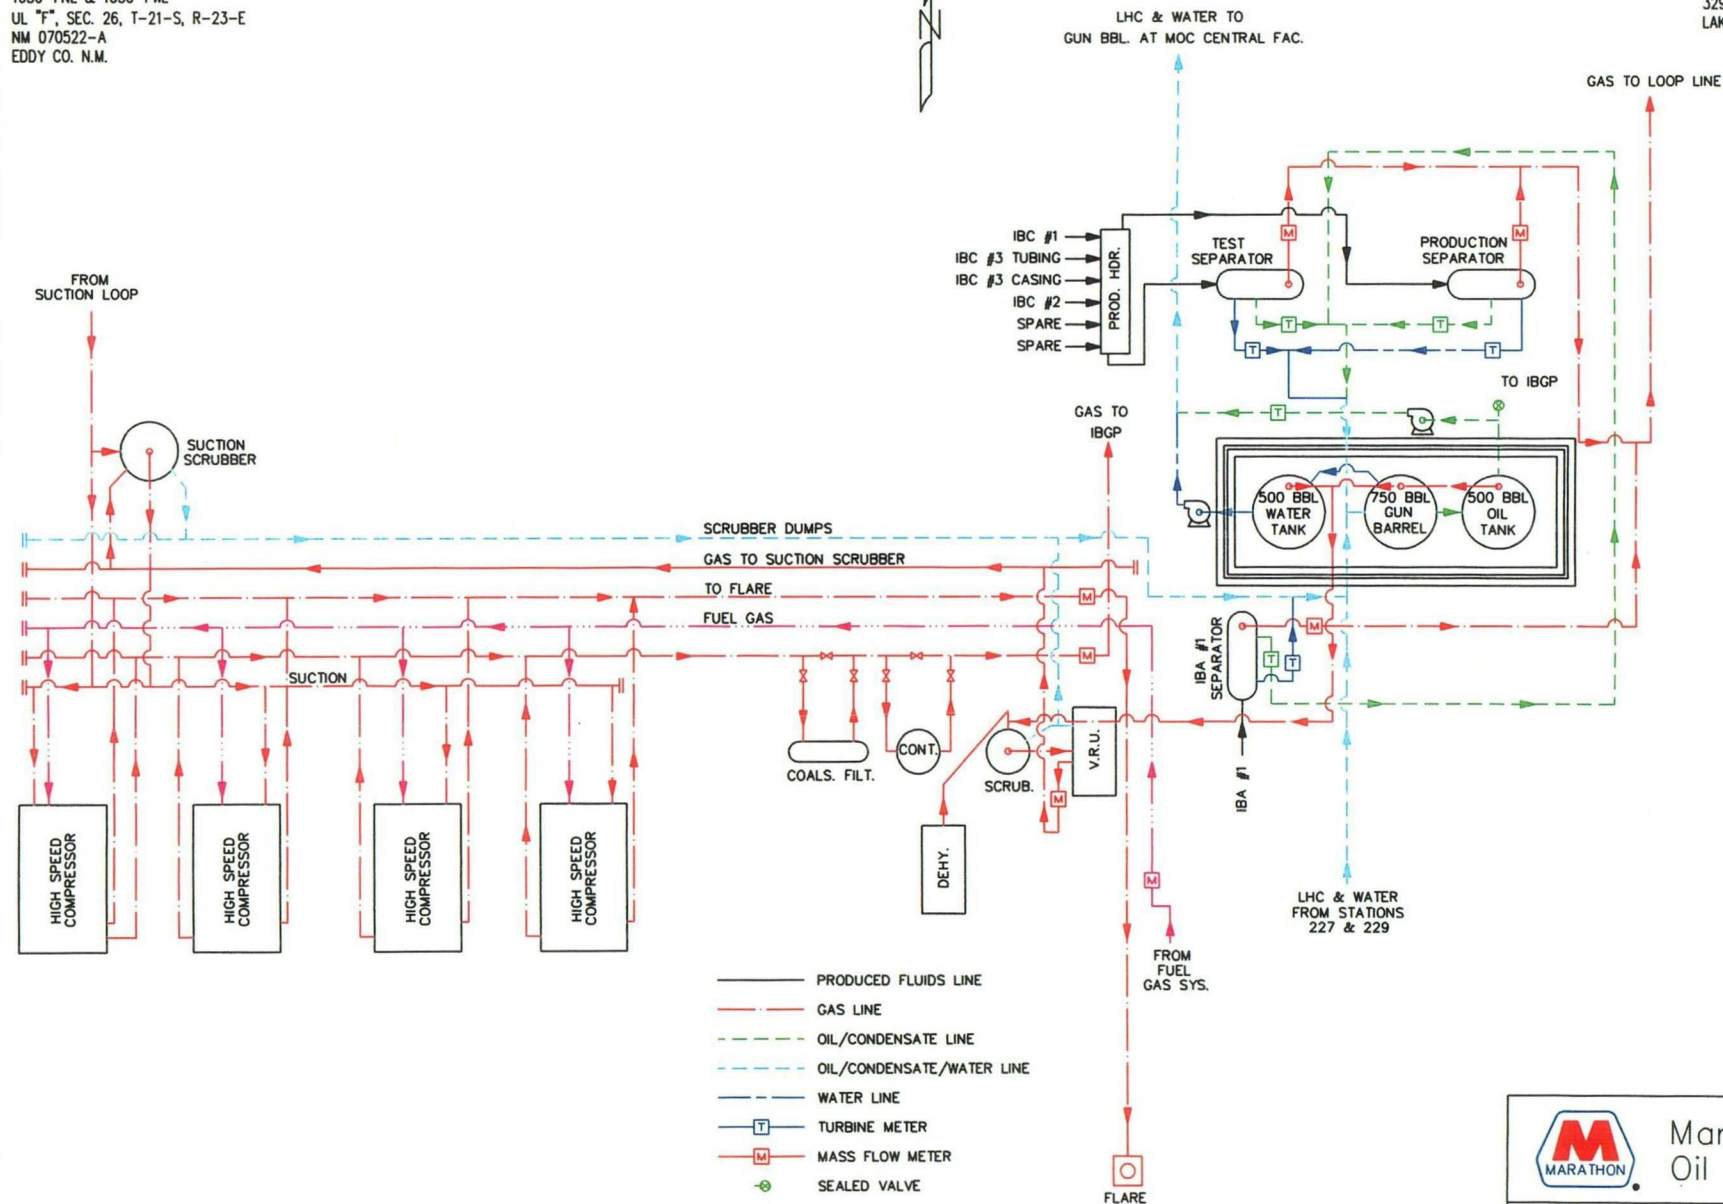 UL "F", SEC. 26, T-21-S, R-23-E
NM 070522-A
EDDY CO. N.M.
N
LHC & WATER TO
GUN BBL. AT MOC CENTRAL FAC.
329
LAK
GAS TO LOOP LINE
IBC #1
IBC #3 TUBING
IBC #3 CASING
IBC #2
SPARE
SPARE
PROD. HDR.
TEST
SEPARATOR
PRODUCTION
SEPARATOR
M
M
T
T
T
T
TO IBGP
T
FROM
SUCTION LOOP
SUCTION
SCRUBBER
GAS TO
IBGP
500 BBL
WATER
TANK
750 BBL
GUN
BARREL
500 BBL
OIL
TANK
SCRUBBER DUMPS
GAS TO SUCTION SCRUBBER
TO FLARE
M
FUEL GAS
M
SUCTION
M
IBA #1
SEPARATOR
T
T
IBA #1
COALS. FILT.
CONT.
SCRUB.
V.R.U.
M
DEHY.
HIGH SPEED
COMPRESSOR
HIGH SPEED
COMPRESSOR
HIGH SPEED
COMPRESSOR
HIGH SPEED
COMPRESSOR
M
LHC & WATER
FROM STATIONS
227 & 229
FROM
FUEL
GAS SYS.
PRODUCED FLUIDS LINE
GAS LINE
OIL/CONDENSATE LINE
OIL/CONDENSATE/WATER LINE
WATER LINE
T TURBINE METER
M MASS FLOW METER
SEALED VALVE
FLARE
M
MARATHON
Mar
Oil